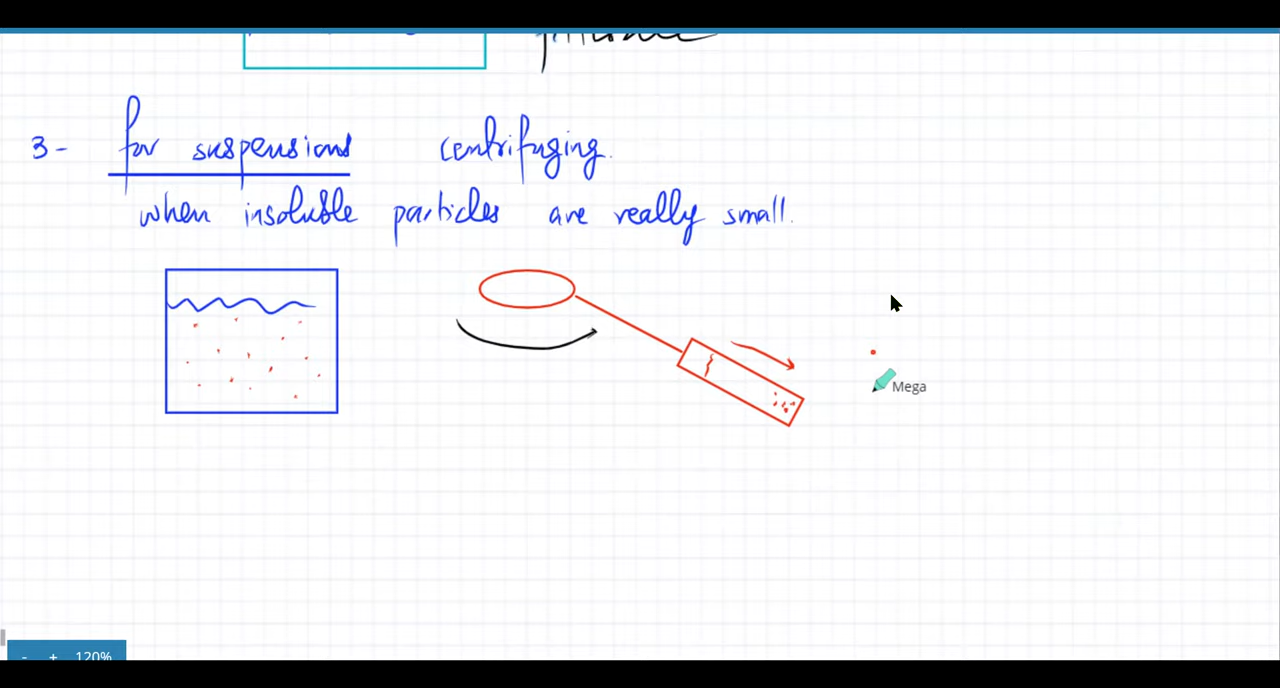 3- for suspensions centrifuging.
when insoluble particles are really small.
Mega
- + 120%